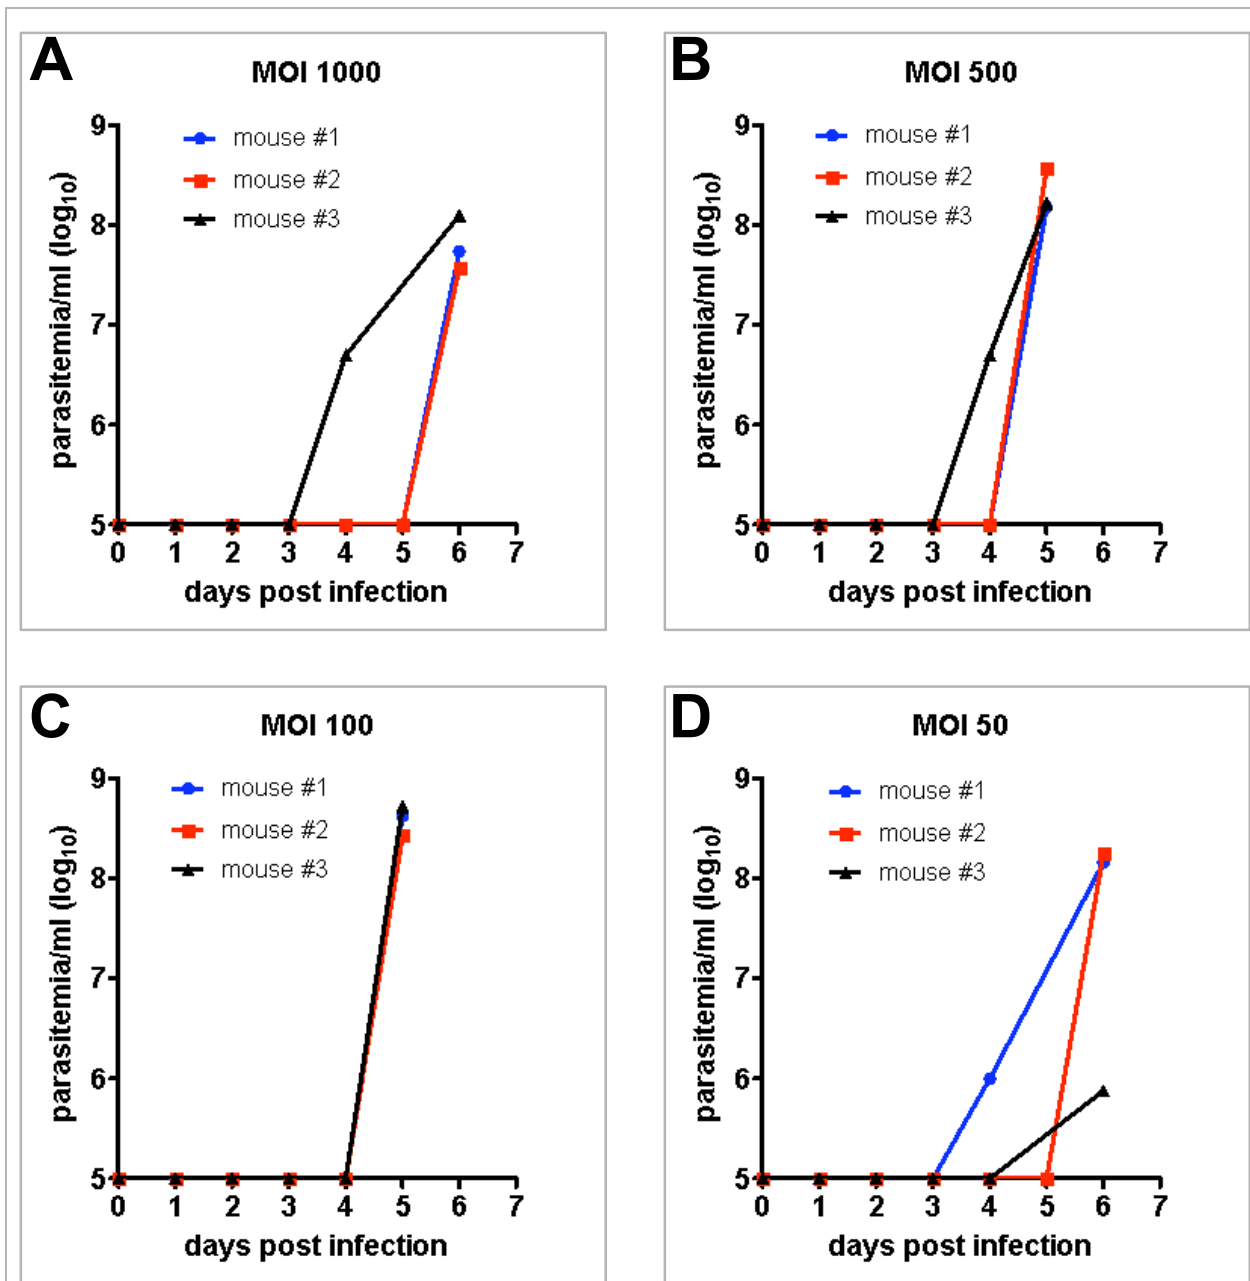 A
MOI 1000
mouse #1
mouse #2
mouse #3
parasitemia/ml (log10)
9
8
7
6
5
0 1 2 3 4 5 6 7
days post infection
B
MOI 500
mouse #1
mouse #2
mouse #3
parasitemia/ml (log10)
9
8
7
6
5
0 1 2 3 4 5 6 7
days post infection
C
MOI 100
mouse #1
mouse #2
mouse #3
parasitemia/ml (log10)
9
8
7
6
5
0 1 2 3 4 5 6 7
days post infection
D
MOI 50
mouse #1
mouse #2
mouse #3
parasitemia/ml (log10)
9
8
7
6
5
0 1 2 3 4 5 6 7
days post infection